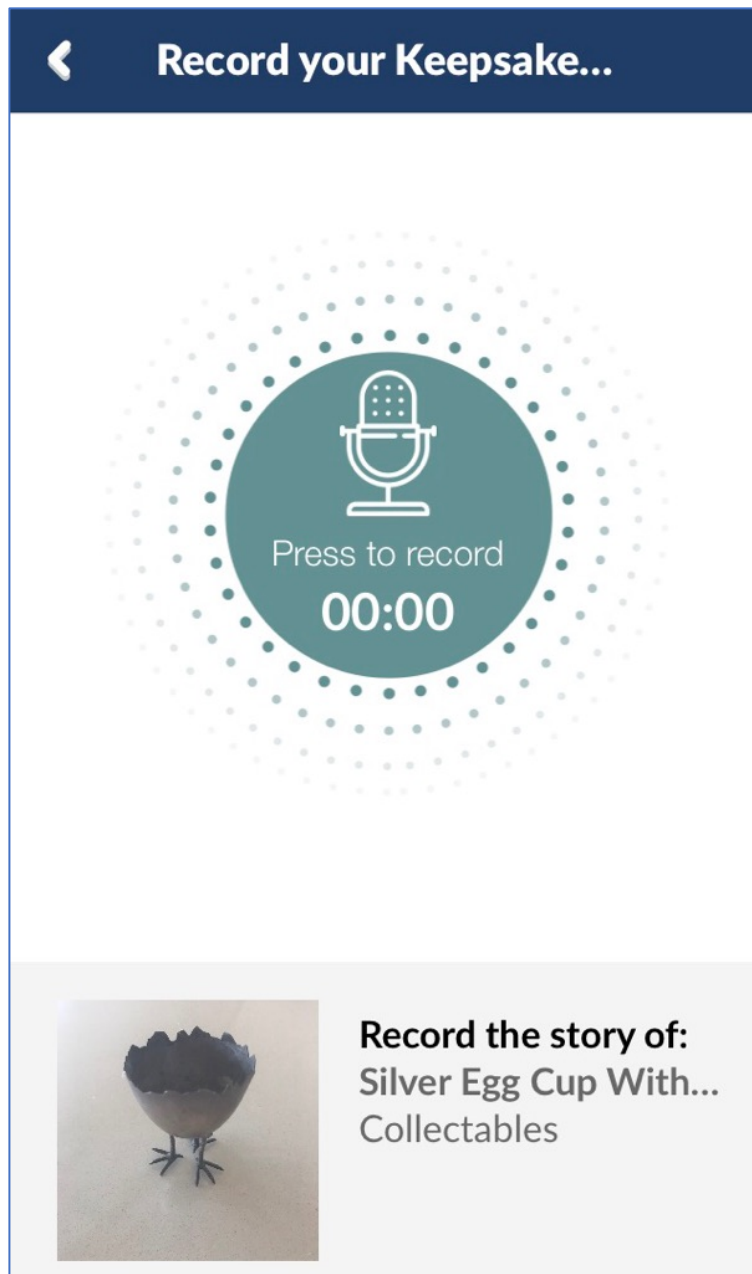 Record your Keepsake...
Press to record
00:00
Record the story of:
Silver Egg Cup With...
Collectables